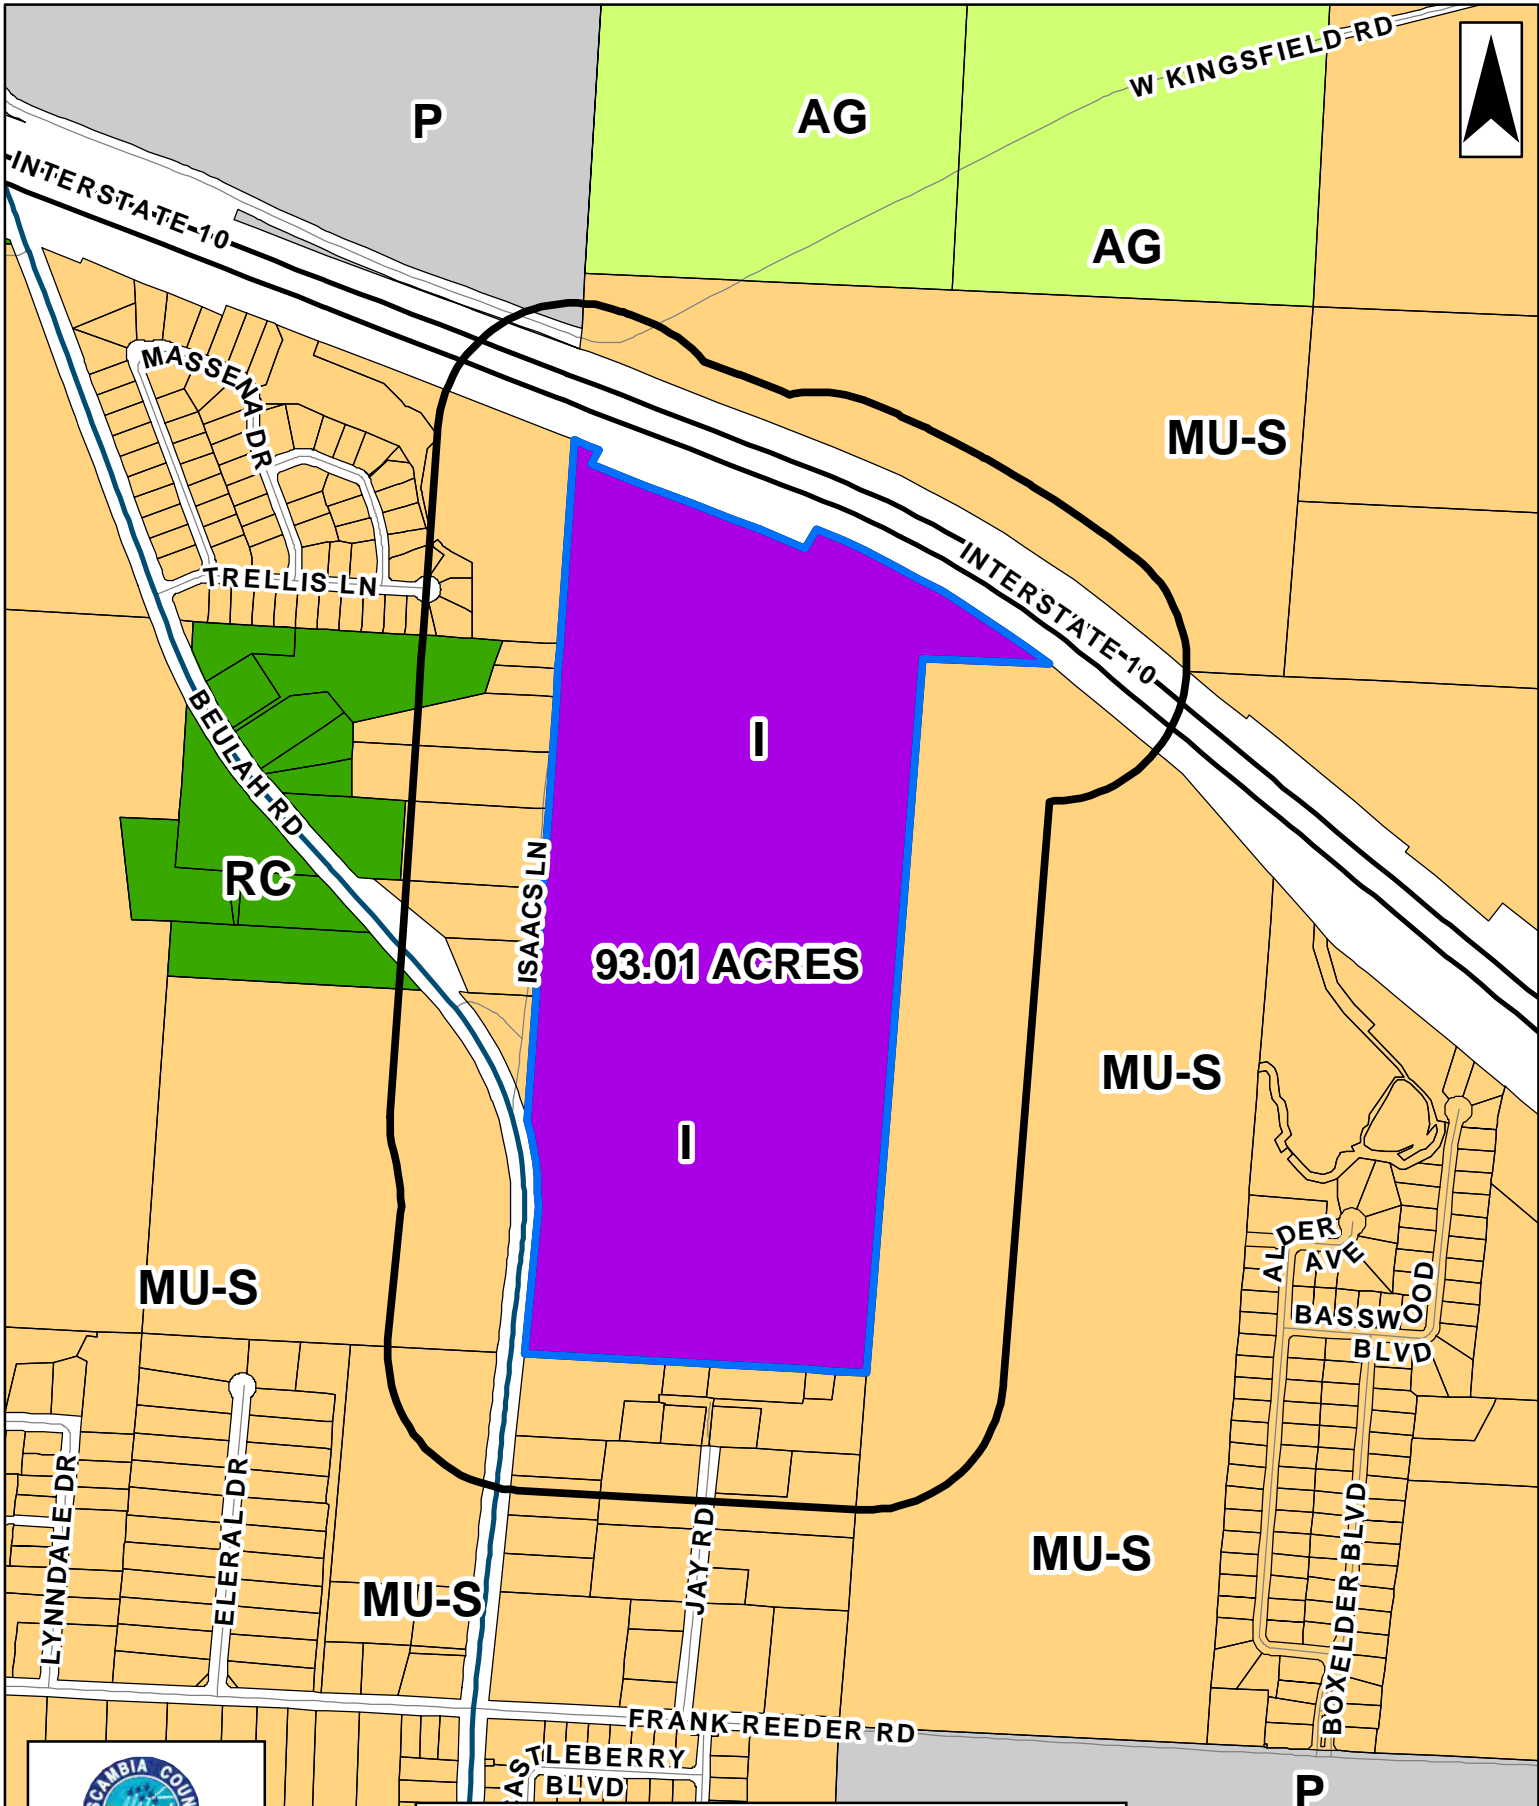 W KINGSFIELD RD
P
AG
INTERSTATE 10
AG
MASSENA DR
MU-S
TRELLIS LN
INTERSTATE 10
BEULAH RD
I
RC
ISAACS LN
93.01 ACRES
MU-S
I
ALDER
AVE
MU-S
BASSWOOD
BLVD
LYNNDALE DR
ELERAL DR
JAY RD
BOXELDER BLVD
MU-S
MU-S
FRANK REEDER RD
TLEBERRY
BLVD
P